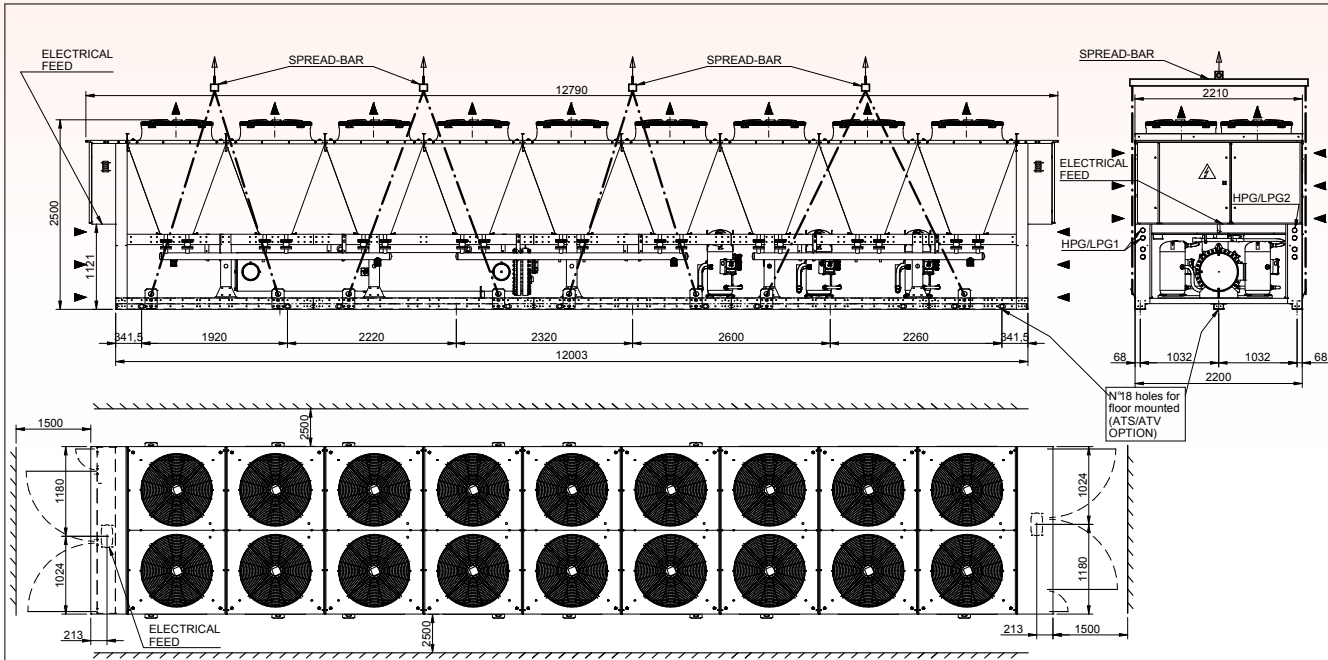 ELECTRICAL
FEED
SPREAD-BAR
SPREAD-BAR
12790
2500
1121
341,5
1920
2220
2320
2600
2260
341,5
12003
SPREAD-BAR
2210
ELECTRICAL
FEED
HPG/LPG2
HPG/LPG1
68
1032
1032
68
2200
N°18 holes for
floor mounted
(ATS/ATV
OPTION)
1500
2500
1180
1024
213
ELECTRICAL
FEED
2500
1024
1180
213
1500